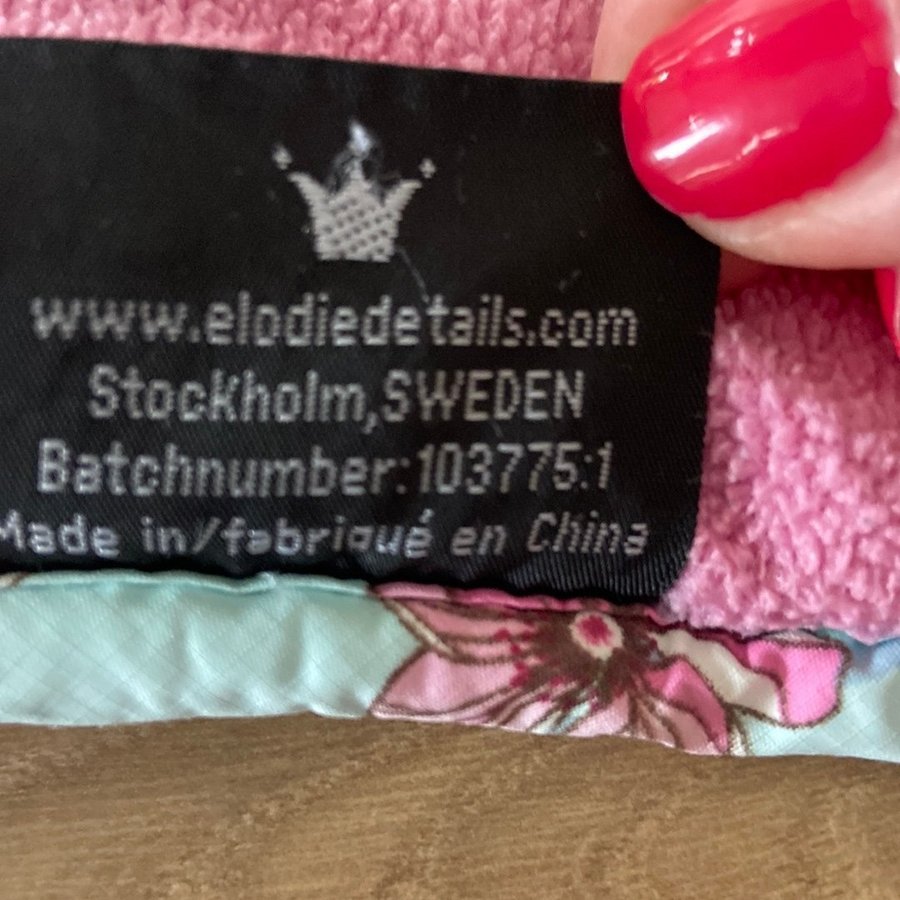 www.elodiedetails.com
Stockholm,SWEDEN
Batchnumber:103775:1
Made in/fabriqué en China